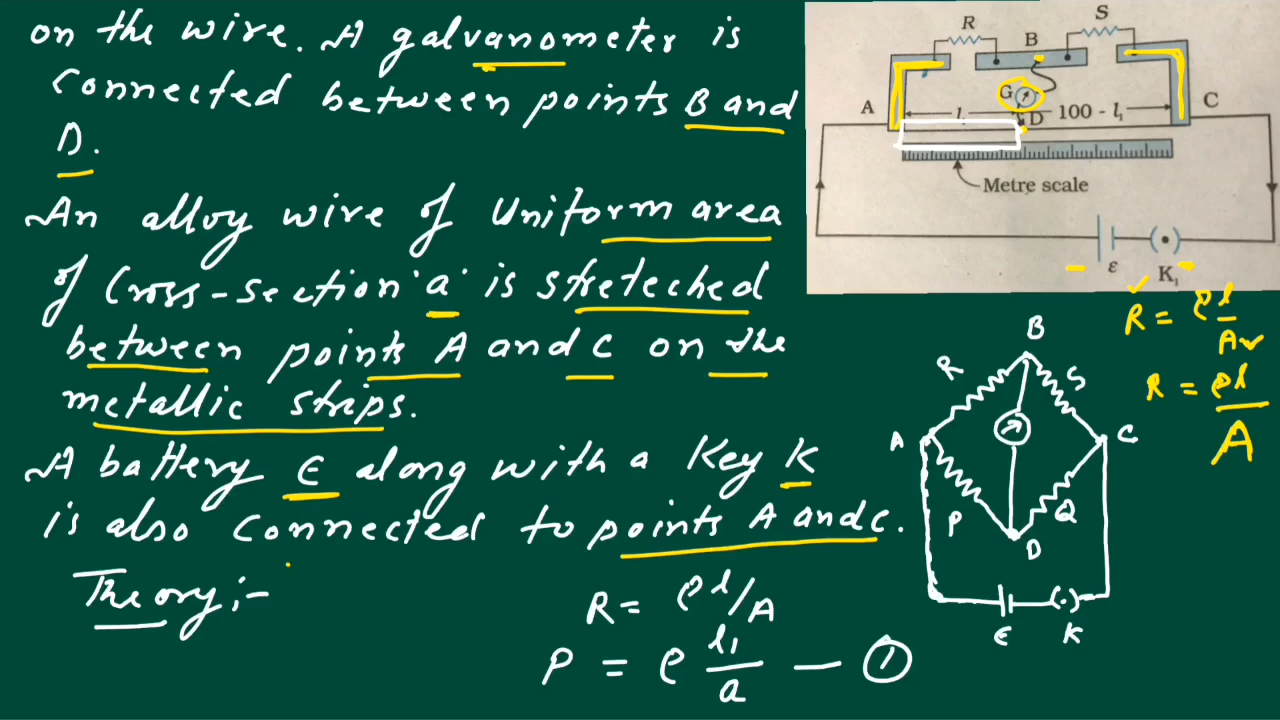 on the wire. A galvanometer is
connected between points B and
D.
An alloy wire of Uniform area
of Cross-section 'a' is streteched
between points A and C on the
metallic strips.
A battery E along with a Key K
is also Connected to points A and C.
Theory;-
R = ρl/A
P = ρ l₁/a — ①
R
S
B
G
A
C
l₁
D
100 - l₁
Metre scale
ε
K₁
R = ρl/A
R = ρl/A
B
R
S
A
C
P
Q
D
E
K